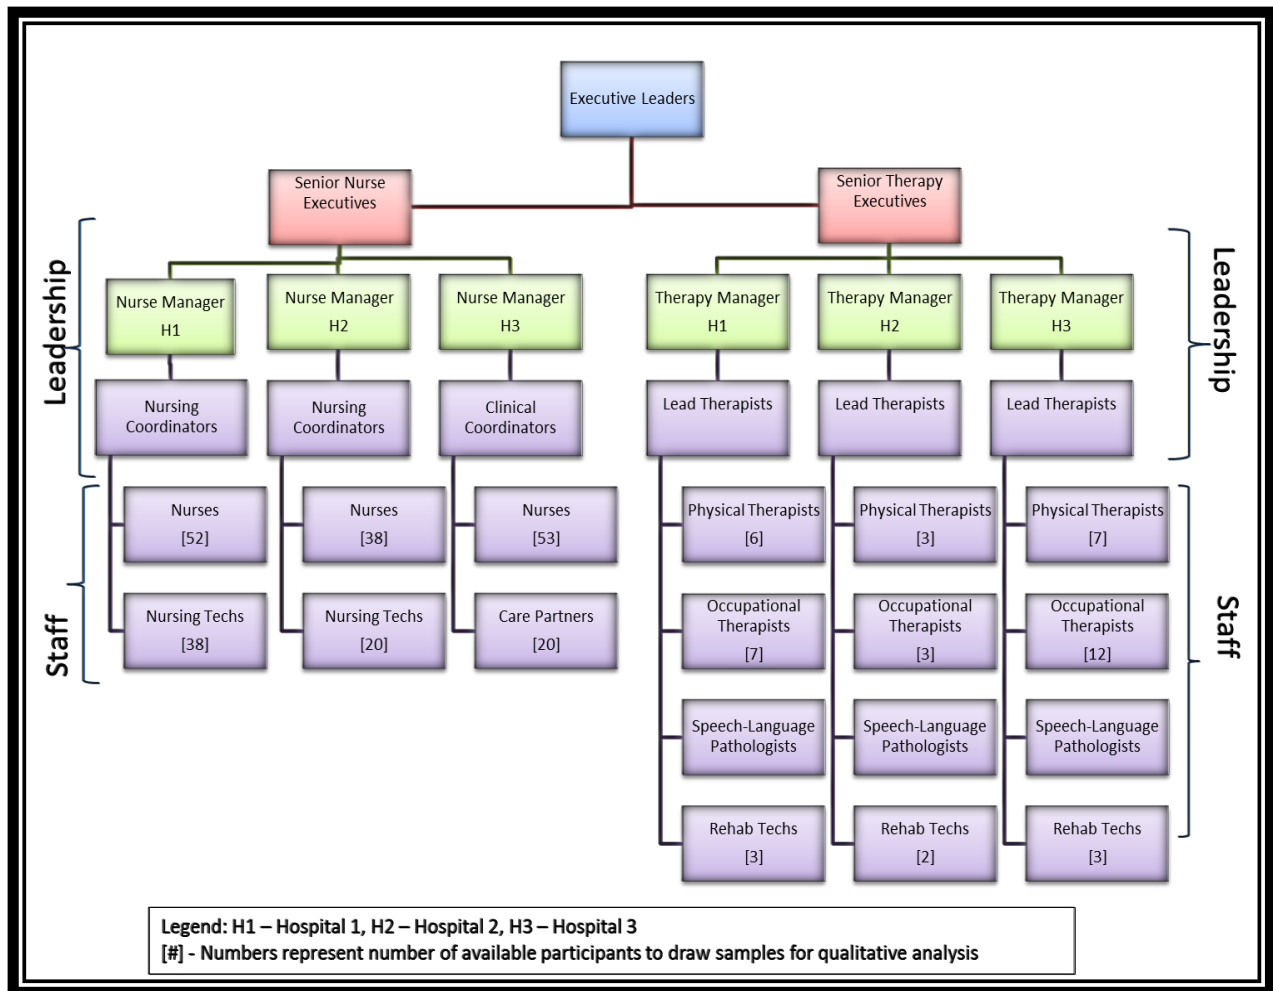 Executive Leaders
Senior Nurse
Executives
Senior Therapy
Executives
Leadership
Leadership
Nurse Manager
H1
Nurse Manager
H2
Nurse Manager
H3
Therapy Manager
H1
Therapy Manager
H2
Therapy Manager
H3
Nursing
Coordinators
Nursing
Coordinators
Clinical
Coordinators
Lead Therapists
Lead Therapists
Lead Therapists
Staff
Staff
Nurses
[52]
Nurses
[38]
Nurses
[53]
Physical Therapists
[6]
Physical Therapists
[3]
Physical Therapists
[7]
Nursing Techs
[38]
Nursing Techs
[20]
Care Partners
[20]
Occupational
Therapists
[7]
Occupational
Therapists
[3]
Occupational
Therapists
[12]
Speech-Language
Pathologists
Speech-Language
Pathologists
Speech-Language
Pathologists
Rehab Techs
[3]
Rehab Techs
[2]
Rehab Techs
[3]
Legend: H1 – Hospital 1, H2 – Hospital 2, H3 – Hospital 3
[#] - Numbers represent number of available participants to draw samples for qualitative analysis